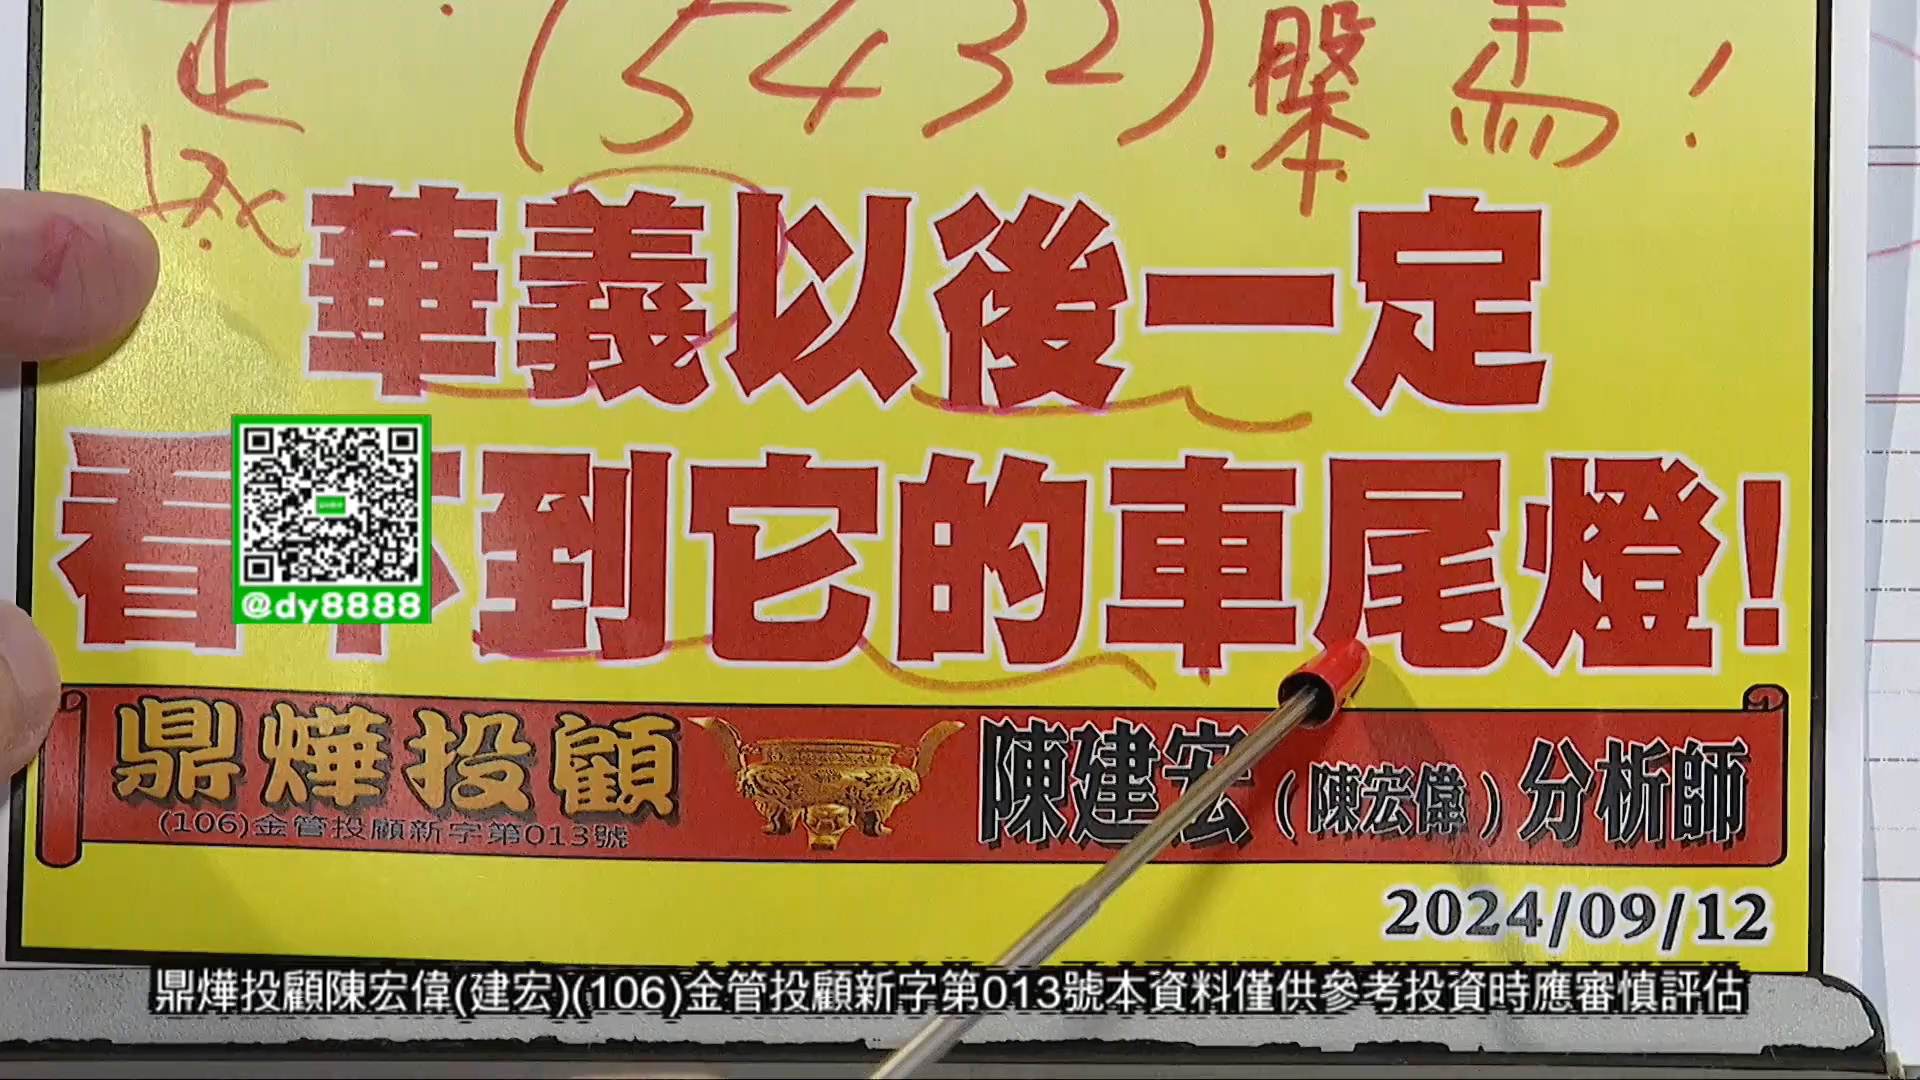 (5432)
華義以後一定
看不到它的車尾燈!
@dy8888
鼎燁投顧
(106)金管投顧新字第013號
陳建宏(陳宏偉)分析師
2024/09/12
鼎燁投顧陳宏偉(建宏)(106)金管投顧新字第013號本資料僅供參考投資時應審慎評估